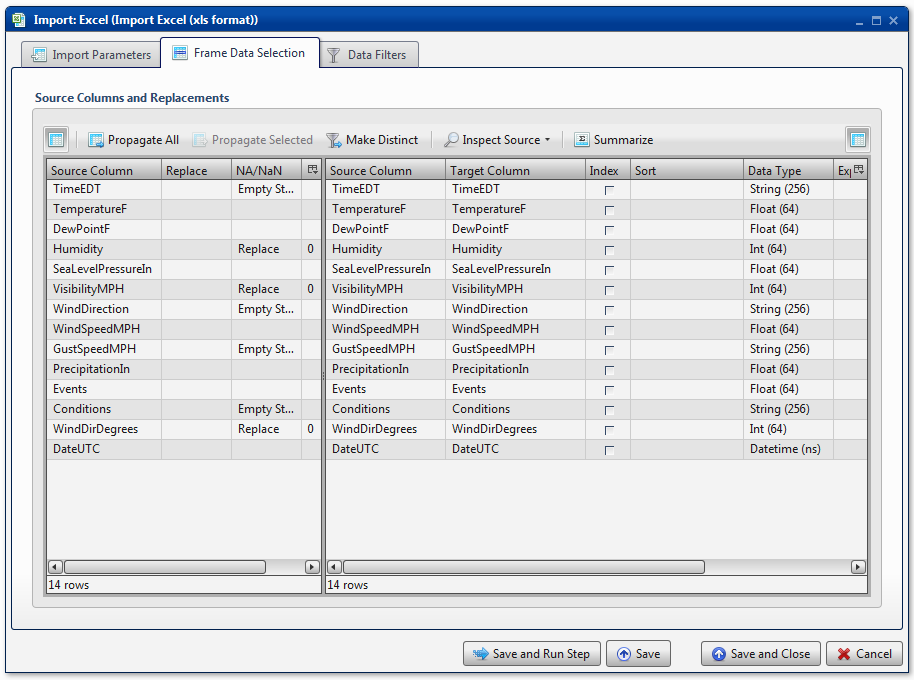 Import: Excel (Import Excel (xls format))
Import Parameters Frame Data Selection Data Filters
Source Columns and Replacements
Propagate All Propagate Selected Make Distinct Inspect Source Summarize
Source Column Replace NA/NaN Source Column Target Column Index Sort Data Type Exp
TimeEDT Empty St... TimeEDT TimeEDT String (256)
TemperatureF TemperatureF TemperatureF Float (64)
DewPointF DewPointF DewPointF Float (64)
Humidity Replace 0 Humidity Humidity Int (64)
SeaLevelPressureIn SeaLevelPressureIn SeaLevelPressureIn Float (64)
VisibilityMPH Replace 0 VisibilityMPH VisibilityMPH Int (64)
WindDirection Empty St... WindDirection WindDirection String (256)
WindSpeedMPH WindSpeedMPH WindSpeedMPH Float (64)
GustSpeedMPH Empty St... GustSpeedMPH GustSpeedMPH String (256)
PrecipitationIn PrecipitationIn PrecipitationIn Float (64)
Events Events Events Float (64)
Conditions Empty St... Conditions Conditions String (256)
WindDirDegrees Replace 0 WindDirDegrees WindDirDegrees Int (64)
DateUTC DateUTC DateUTC Datetime (ns)
14 rows 14 rows
Save and Run Step Save Save and Close Cancel